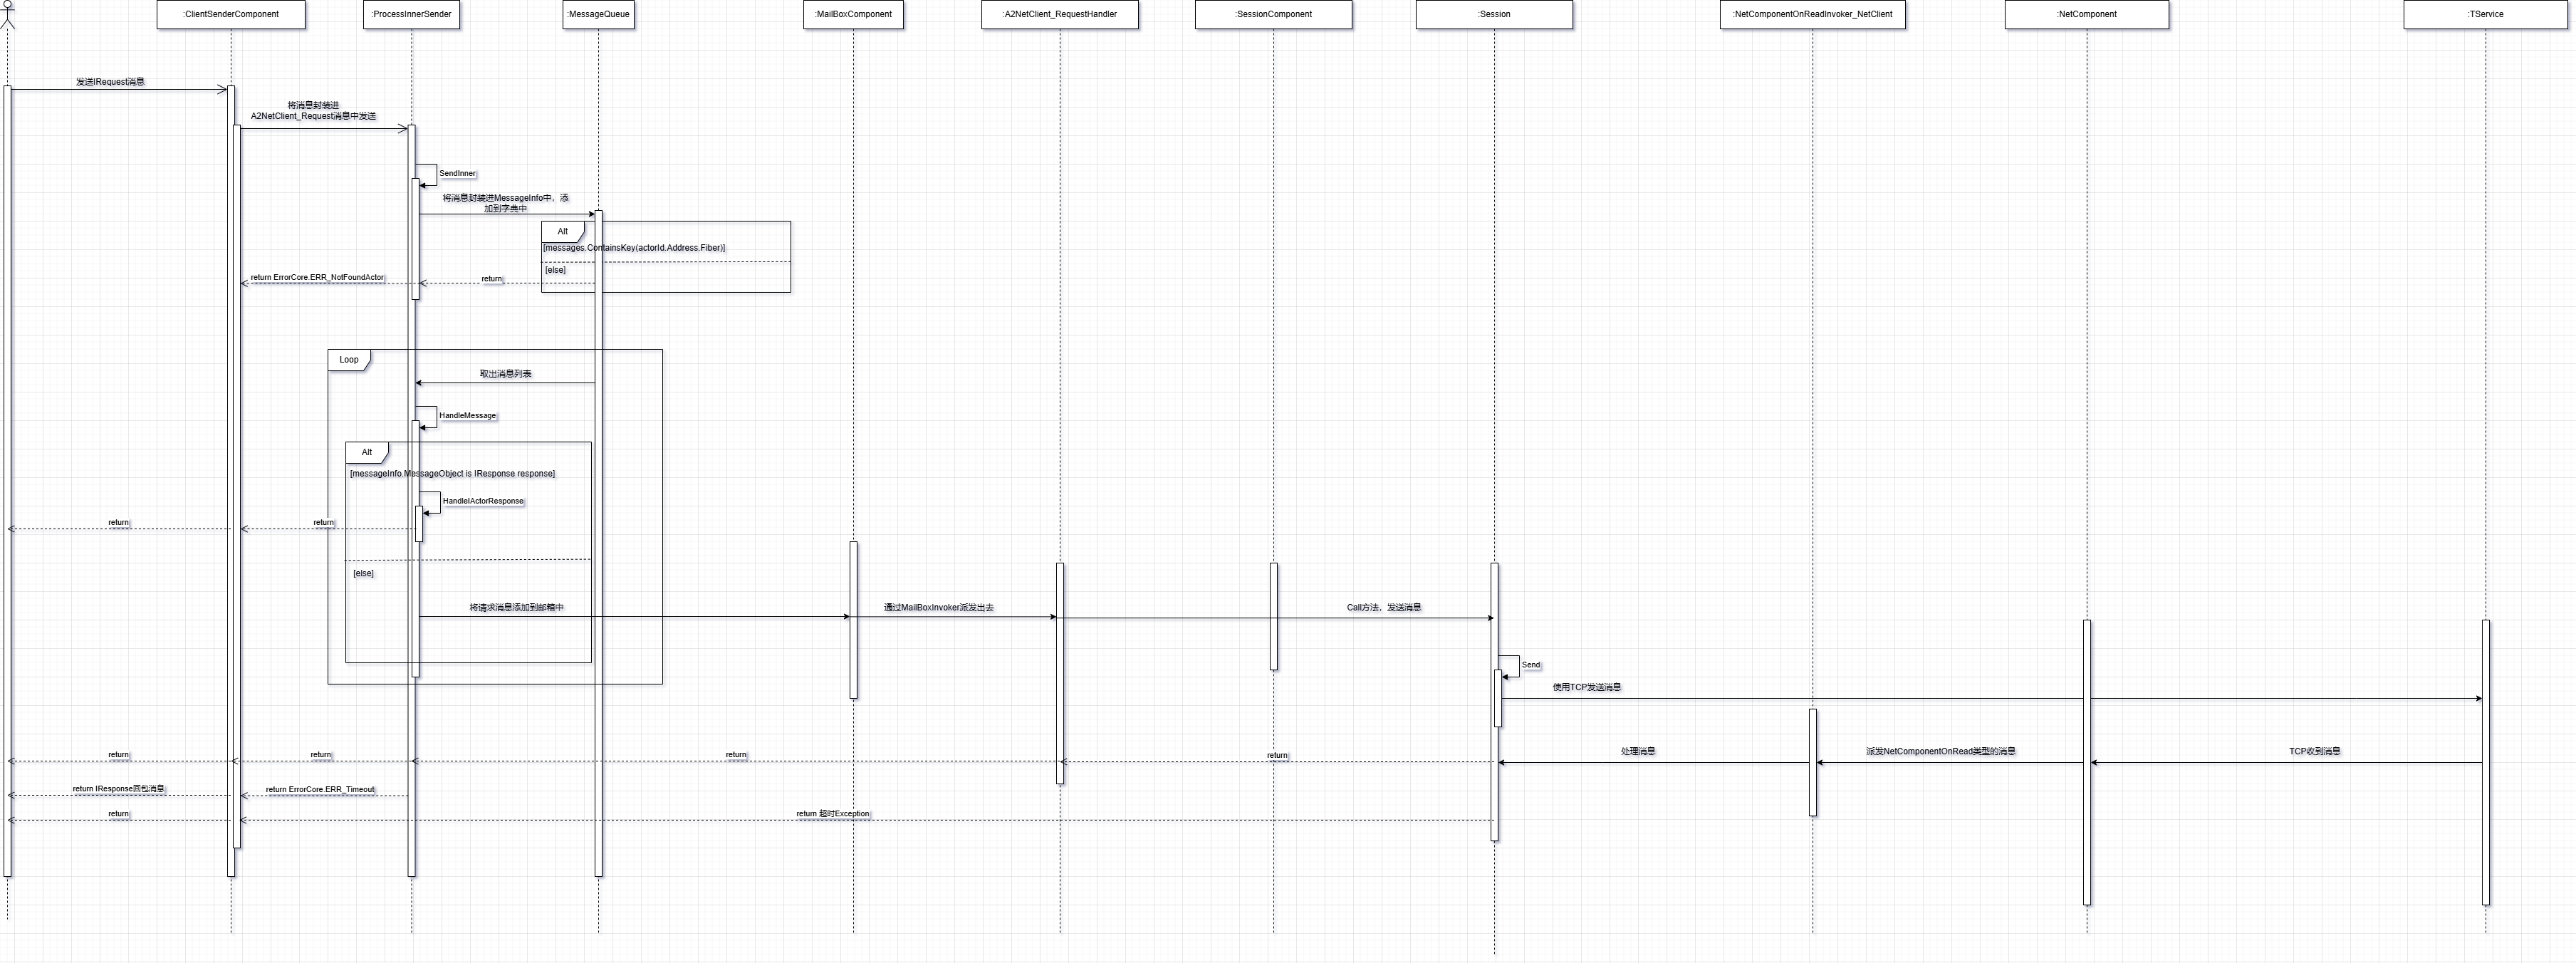 :ClientSenderComponent
:ProcessInnerSender
:MessageQueue
:MailBoxComponent
:A2NetClient_RequestHandler
:SessionComponent
:Session
:NetComponentOnReadInvoker_NetClient
:NetComponent
:TService
发送IRequest消息
将消息封装进
A2NetClient_Request消息中发送
SendInner
将消息封装进MessageInfo中，添
加到字典中
Alt
[messages.ContainsKey(actorId.Address.Fiber)]
[else]
return ErrorCore.ERR_NotFoundActor
return
Loop
取出消息列表
HandleMessage
Alt
[messageInfo.MessageObject is IResponse response]
HandleIActorResponse
return
return
[else]
将请求消息添加到邮箱中
通过MailBoxInvoker派发出去
Call方法，发送消息
Send
使用TCP发送消息
return
return
return
return
处理消息
派发NetComponentOnRead类型的消息
TCP收到消息
return IResponse回包消息
return ErrorCore.ERR_Timeout
return
return 超时Exception